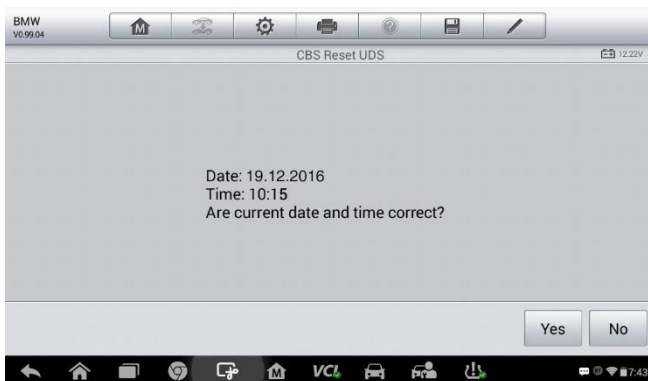 BMW
V0.99.04
CBS Reset UDS
12.22V
Date: 19.12.2016
Time: 10:15
Are current date and time correct?
Yes
No
VCI
7:43